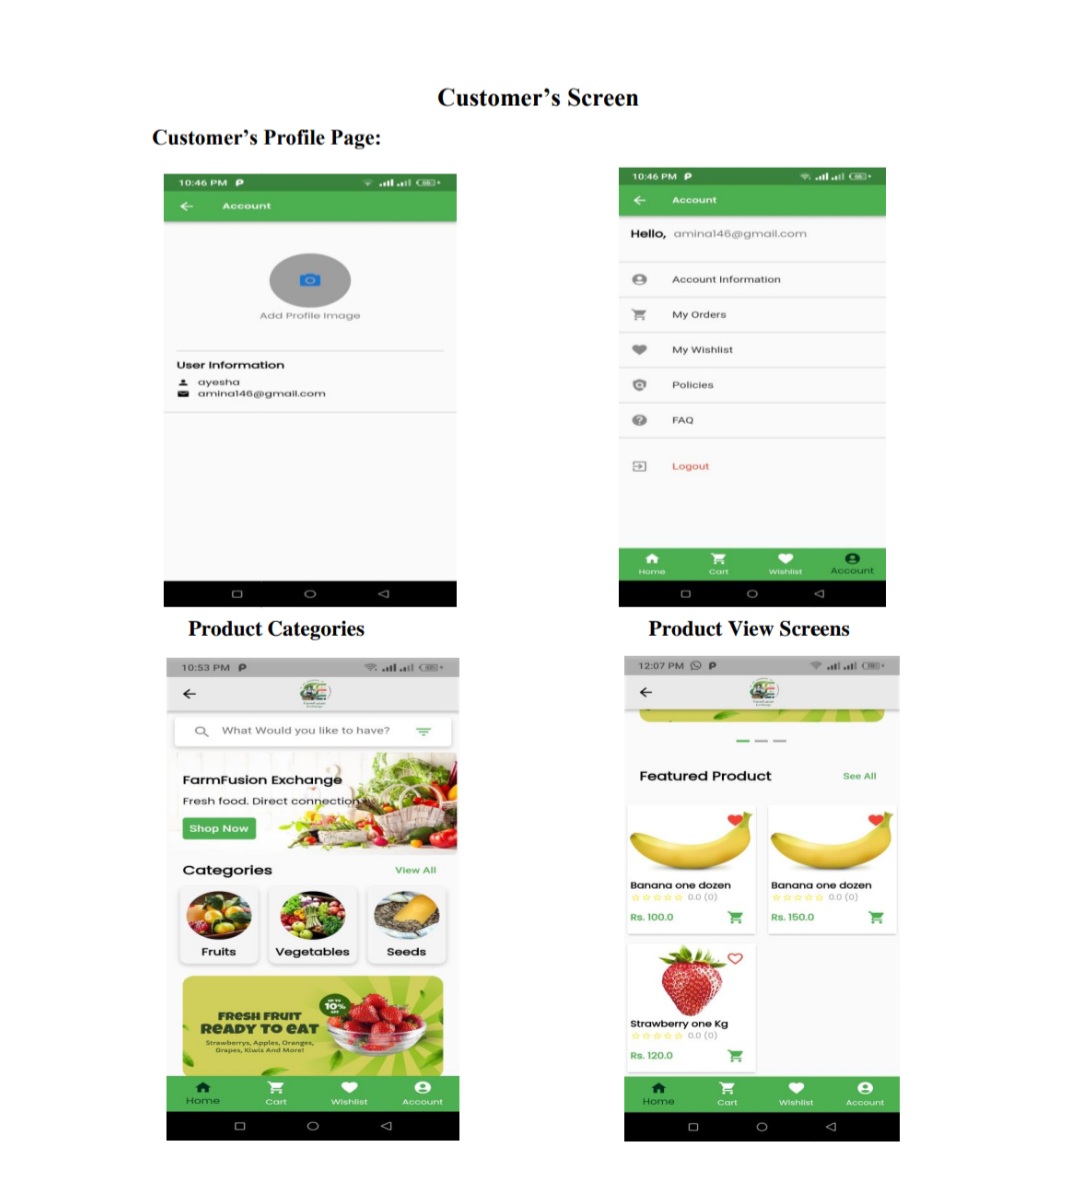 Customer's Screen
Customer's Profile Page:
10:46 PM
Account
Add Profile Image
User Information
ayesha
amina146@gmail.com
10:46 PM
Account
Hello, amina146@gmail.com
Account Information
My Orders
My Wishlist
Policies
FAQ
Logout
Home Cart Wishlist Account
Product Categories
10:53 PM
What Would you like to have?
FarmFusion Exchange
Fresh food. Direct connection
Shop Now
Categories View All
Fruits Vegetables Seeds
UP TO
10%
OFF
FRESH FRUIT
READY TO EAT
Strawberrys, Apples, Oranges,
Grapes, Kiwis And More!
Home Cart Wishlist Account
Product View Screens
12:07 PM
Featured Product See All
Banana one dozen Banana one dozen
0.0 (0) 0.0 (0)
Rs. 100.0 Rs. 150.0
Strawberry one Kg
0.0 (0)
Rs. 120.0
Home Cart Wishlist Account